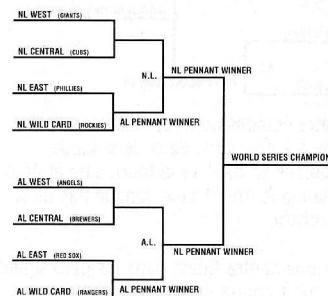 NL WEST (GIANTS)
NL CENTRAL (CUBS)
NL PENNANT WINNER
N.L.
NL EAST (PHILLIES)
NL WILD CARD (ROCKIES)
AL PENNANT WINNER
WORLD SERIES CHAMPION
AL WEST (ANGELS)
AL CENTRAL (BREWERS)
A.L.
NL PENNANT WINNER
AL EAST (RED SOX)
AL WILD CARD (RANGERS)
AL PENNANT WINNER